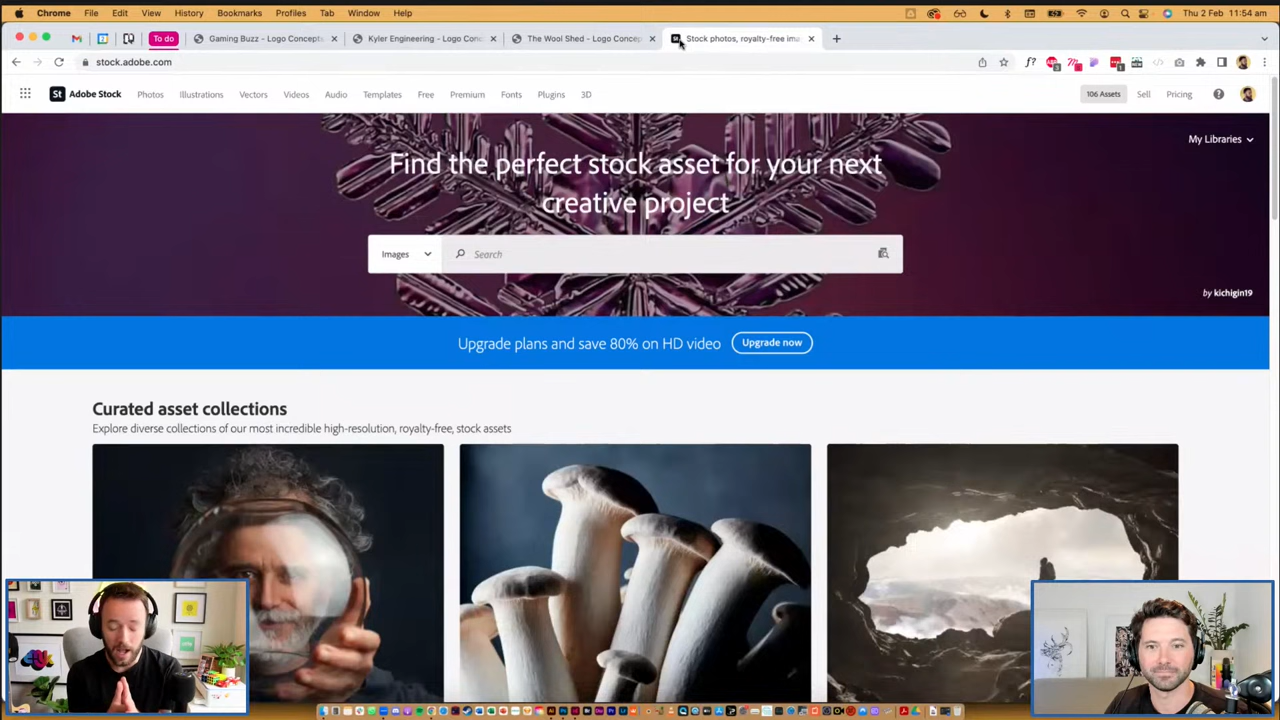 Chrome File Edit View History Bookmarks Profiles Tab Window Help Thu 2 Feb 11:54 am
To do Gaming Buzz - Logo Concepts Kyler Engineering - Logo Conc The Wool Shed - Logo Concep St Stock photos, royalty-free ima
stock.adobe.com
St Adobe Stock Photos Illustrations Vectors Videos Audio Templates Free Premium Fonts Plugins 3D 106 Assets Sell Pricing
My Libraries
Find the perfect stock asset for your next
creative project
Images Search
by kichigin19
Upgrade plans and save 80% on HD video Upgrade now
Curated asset collections
Explore diverse collections of our most incredible high-resolution, royalty-free, stock assets